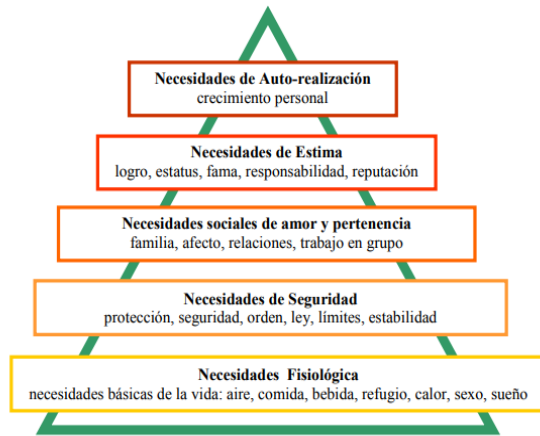 Necesidades de Auto-realización
crecimiento personal
Necesidades de Estima
logro, estatus, fama, responsabilidad, reputación
Necesidades sociales de amor y pertenencia
familia, afecto, relaciones, trabajo en grupo
Necesidades de Seguridad
protección, seguridad, orden, ley, límites, estabilidad
Necesidades Fisiológica
necesidades básicas de la vida: aire, comida, bebida, refugio, calor, sexo, sueño